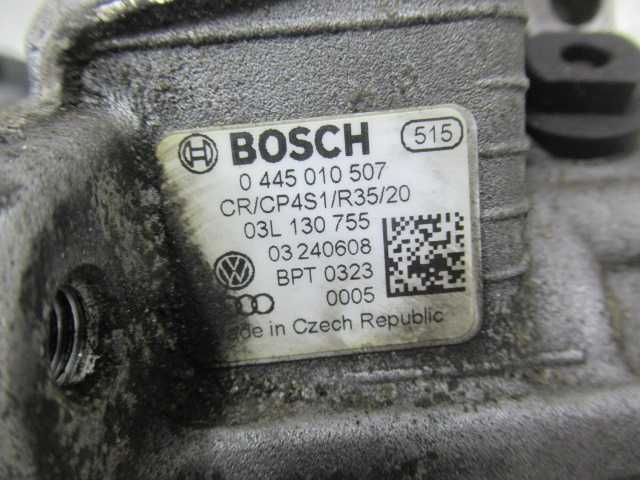 BOSCH 515
0 445 010 507
CR/CP4S1/R35/20
03L 130 755
03 240608
BPT 0323
0005
in Czech Republic